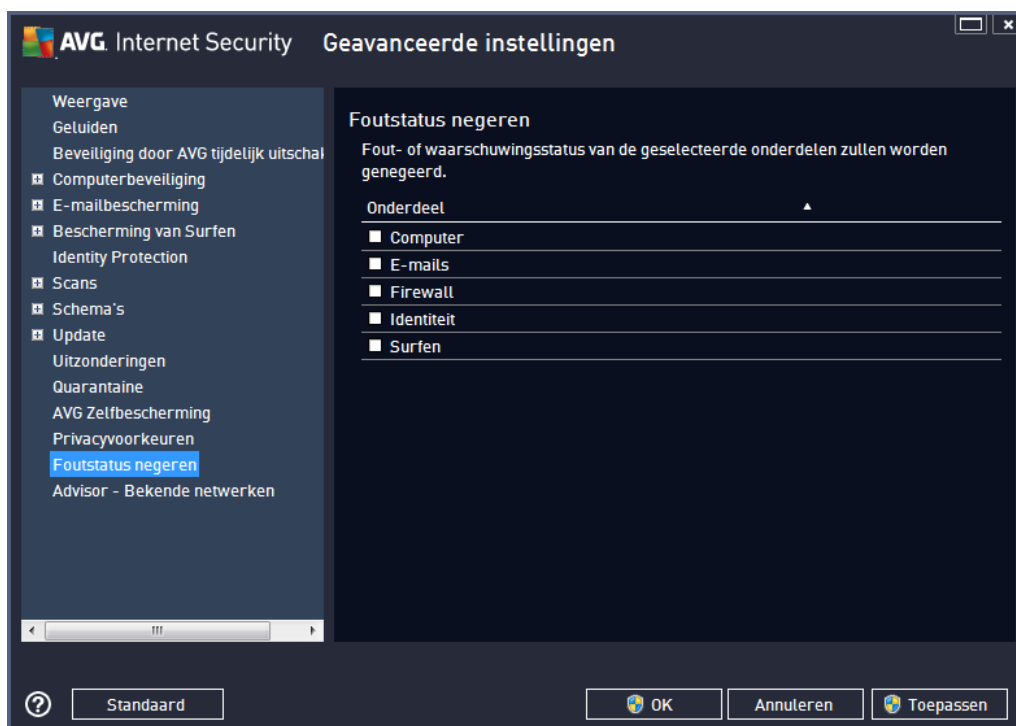 AVG. Internet Security Geavanceerde instellingen
Weergave
Geluiden
Beveiliging door AVG tijdelijk uitschal
Computerbeveiliging
E-mailbescherming
Bescherming van Surfen
Identity Protection
Scans
Schema's
Update
Uitzonderingen
Quarantaine
AVG Zelfbescherming
Privacyvoorkeuren
Foutstatus negeren
Advisor - Bekende netwerken
Foutstatus negeren
Fout- of waarschuwingsstatus van de geselecteerde onderdelen zullen worden
genegeerd.
Onderdeel
Computer
E-mails
Firewall
Identiteit
Surfen
Standaard
OK
Annuleren
Toepassen